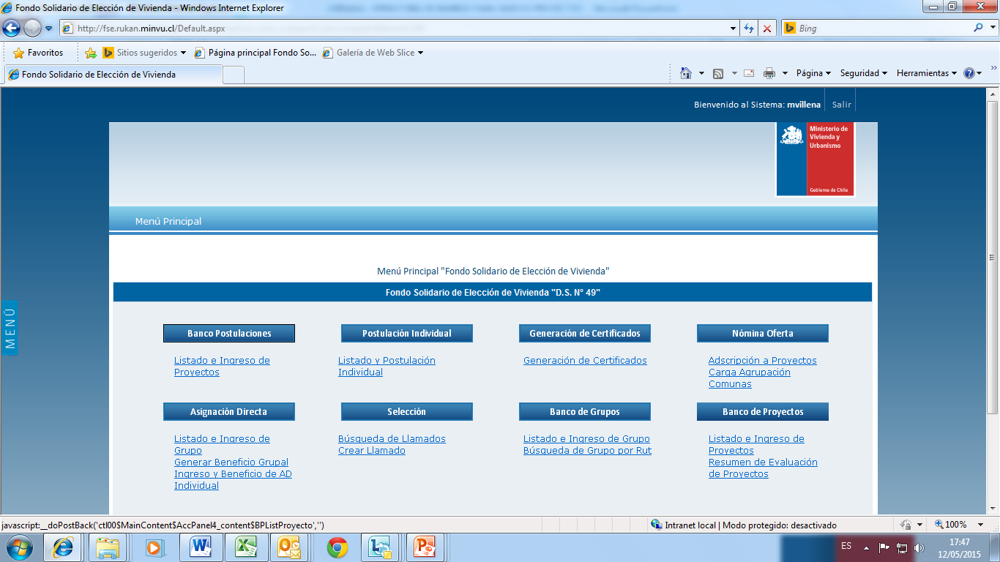 Fondo Solidario de Elección de Vivienda - Windows Internet Explorer
http://fse.rukan.minvu.cl/Default.aspx
Bing
Favoritos
Sitios sugeridos
Página principal Fondo So...
Galería de Web Slice
Fondo Solidario de Elección de Vivienda
Página
Seguridad
Herramientas
Bienvenido al Sistema: mvillena
Salir
Ministerio de
Vivienda y
Urbanismo
Gobierno de Chile
Menú Principal
Menú Principal "Fondo Solidario de Elección de Vivienda"
Fondo Solidario de Elección de Vivienda "D.S. N° 49"
MENÚ
Banco Postulaciones
Listado e Ingreso de
Proyectos
Postulación Individual
Listado y Postulación
Individual
Generación de Certificados
Generación de Certificados
Nómina Oferta
Adscripción a Proyectos
Carga Agrupación
Comunas
Asignación Directa
Listado e Ingreso de
Grupo
Generar Beneficio Grupal
Ingreso y Beneficio de AD
Individual
Selección
Búsqueda de Llamados
Crear Llamado
Banco de Grupos
Listado e Ingreso de Grupo
Búsqueda de Grupo por Rut
Banco de Proyectos
Listado e Ingreso de
Proyectos
Resumen de Evaluación
de Proyectos
javascript:__doPostBack('ctl00$MainContent$AccPanel4_content$BPListProyecto','')
Intranet local | Modo protegido: desactivado
100%
ES
17:47
12/05/2015